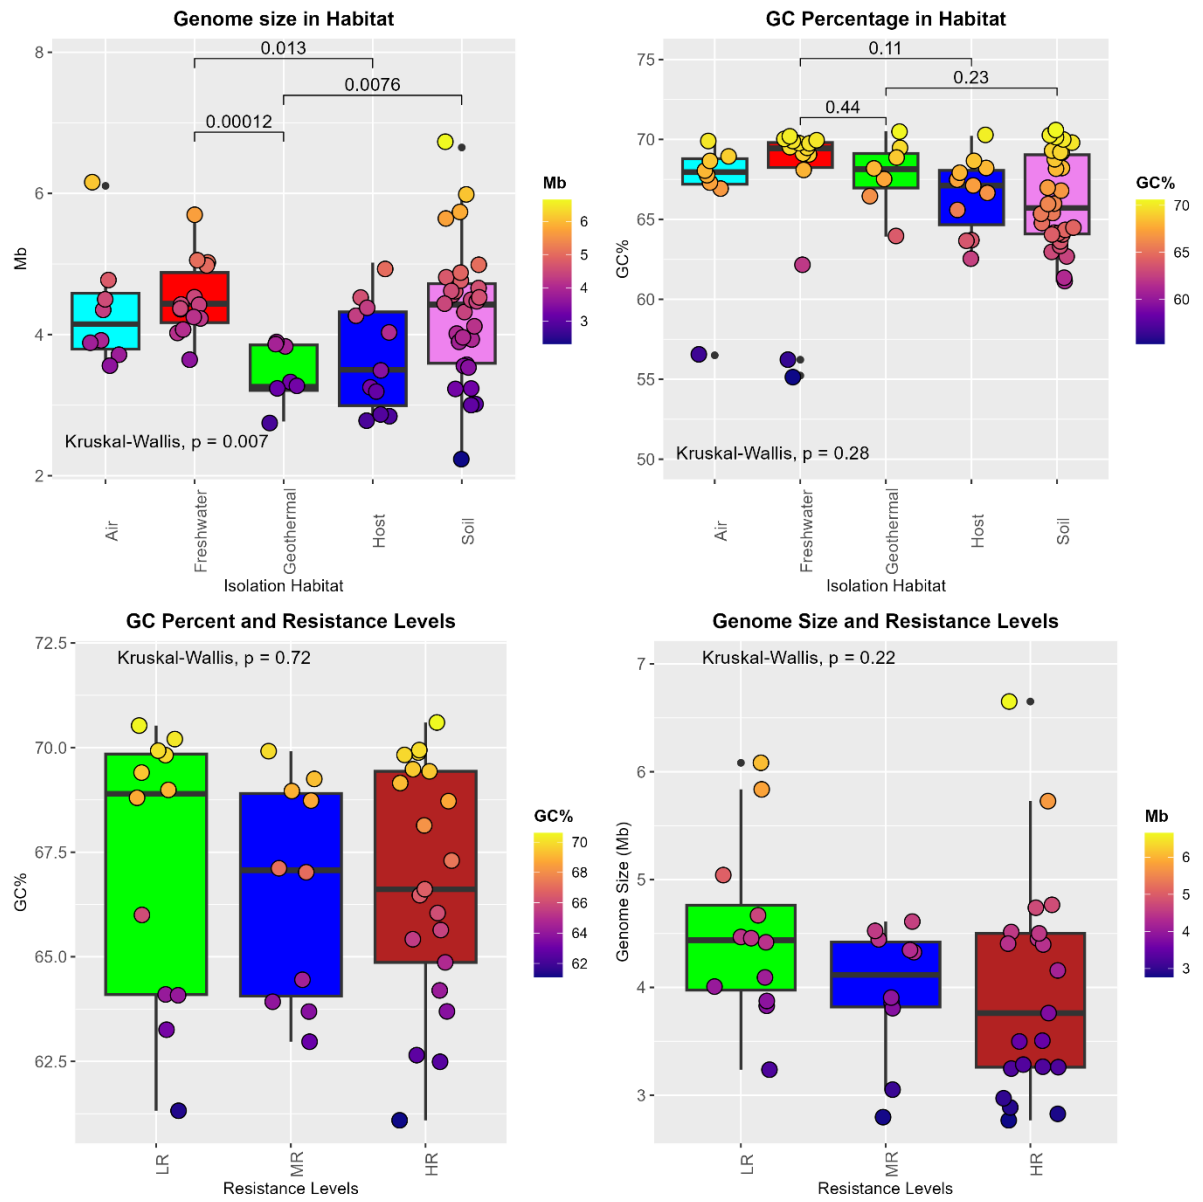 Genome size in Habitat
8
6
4
2
Mb
0.013
0.0076
0.00012
Kruskal-Wallis, p = 0.007
Air
Freshwater
Geothermal
Host
Soil
Isolation Habitat
Mb
6
5
4
3
GC Percentage in Habitat
75
70
65
60
55
50
GC%
0.11
0.23
0.44
Kruskal-Wallis, p = 0.28
Air
Freshwater
Geothermal
Host
Soil
Isolation Habitat
GC%
70
65
60
GC Percent and Resistance Levels
72.5
70.0
67.5
65.0
62.5
GC%
Kruskal-Wallis, p = 0.72
LR
MR
HR
Resistance Levels
GC%
70
68
66
64
62
Genome Size and Resistance Levels
7
6
5
4
3
Genome Size (Mb)
Kruskal-Wallis, p = 0.22
LR
MR
HR
Resistance Levels
Mb
6
5
4
3